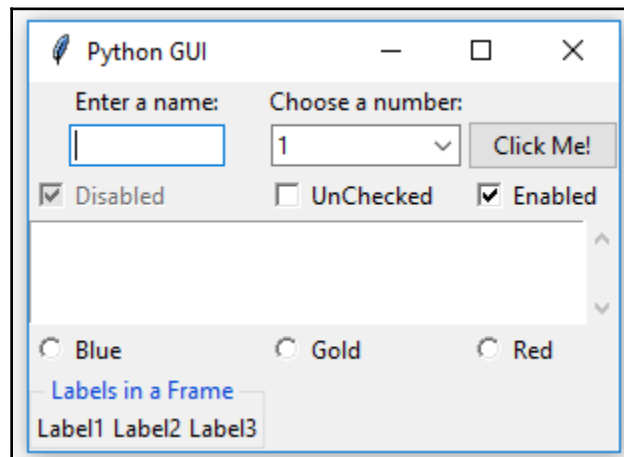 Python GUI
Enter a name: Choose a number:
1 Click Me!
Disabled UnChecked Enabled
Blue Gold Red
Labels in a Frame
Label1 Label2 Label3